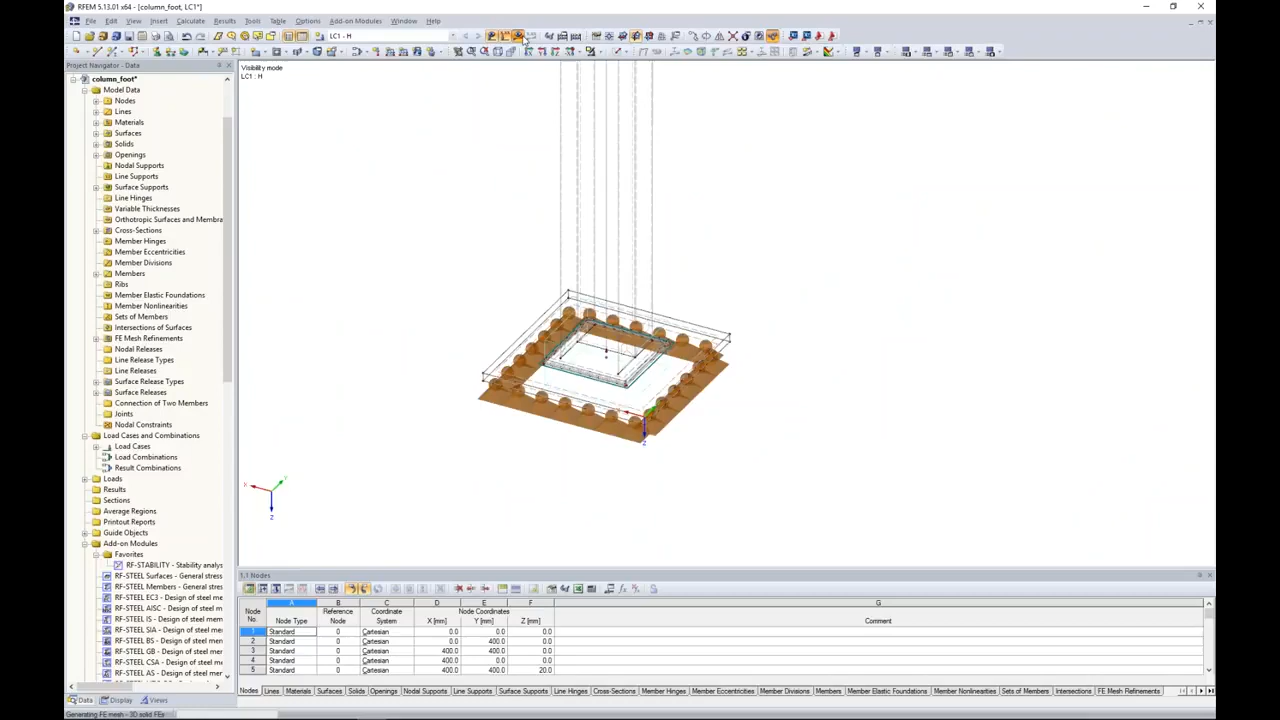 RFEM 5.13.01 x64 - [column_foot, LC1*]
File Edit View Insert Calculate Results Tools Table Options Add-on Modules Window Help
LC1 - H
Project Navigator - Data
column_foot*
Model Data
Nodes
Lines
Materials
Surfaces
Solids
Openings
Nodal Supports
Line Supports
Surface Supports
Line Hinges
Variable Thicknesses
Orthotropic Surfaces and Membra
Cross-Sections
Member Hinges
Member Eccentricities
Member Divisions
Members
Ribs
Member Elastic Foundations
Member Nonlinearities
Sets of Members
Intersections of Surfaces
FE Mesh Refinements
Nodal Releases
Line Release Types
Line Releases
Surface Release Types
Surface Releases
Connection of Two Members
Joints
Nodal Constraints
Load Cases and Combinations
Load Cases
Load Combinations
Result Combinations
Loads
Results
Sections
Average Regions
Printout Reports
Guide Objects
Add-on Modules
Favorites
RF-STABILITY - Stability analys
RF-STEEL Surfaces - General stress
RF-STEEL Members - General stres
RF-STEEL EC3 - Design of steel me
RF-STEEL AISC - Design of steel m
RF-STEEL IS - Design of steel mem
RF-STEEL SIA - Design of steel me
RF-STEEL BS - Design of steel mer
RF-STEEL GB - Design of steel me
RF-STEEL CSA - Design of steel me
RF-STEEL AS - Design of steel mer
Data Display Views
Visibility mode
LC1 : H
Z
X Y
Z
1.1 Nodes
A B C D E F G
Node Reference Coordinate Node Coordinates
No. Node Type Node System X [mm] Y [mm] Z [mm] Comment
1 Standard 0 Cartesian 0.0 0.0 0.0
2 Standard 0 Cartesian 0.0 400.0 0.0
3 Standard 0 Cartesian 400.0 400.0 0.0
4 Standard 0 Cartesian 400.0 0.0 0.0
5 Standard 0 Cartesian 400.0 400.0 20.0
Nodes Lines Materials Surfaces Solids Openings Nodal Supports Line Supports Surface Supports Line Hinges Cross-Sections Member Hinges Member Eccentricities Member Divisions Members Member Elastic Foundations Member Nonlinearities Sets of Members Intersections FE Mesh Refinements
Generating FE mesh - 3D solid FEs